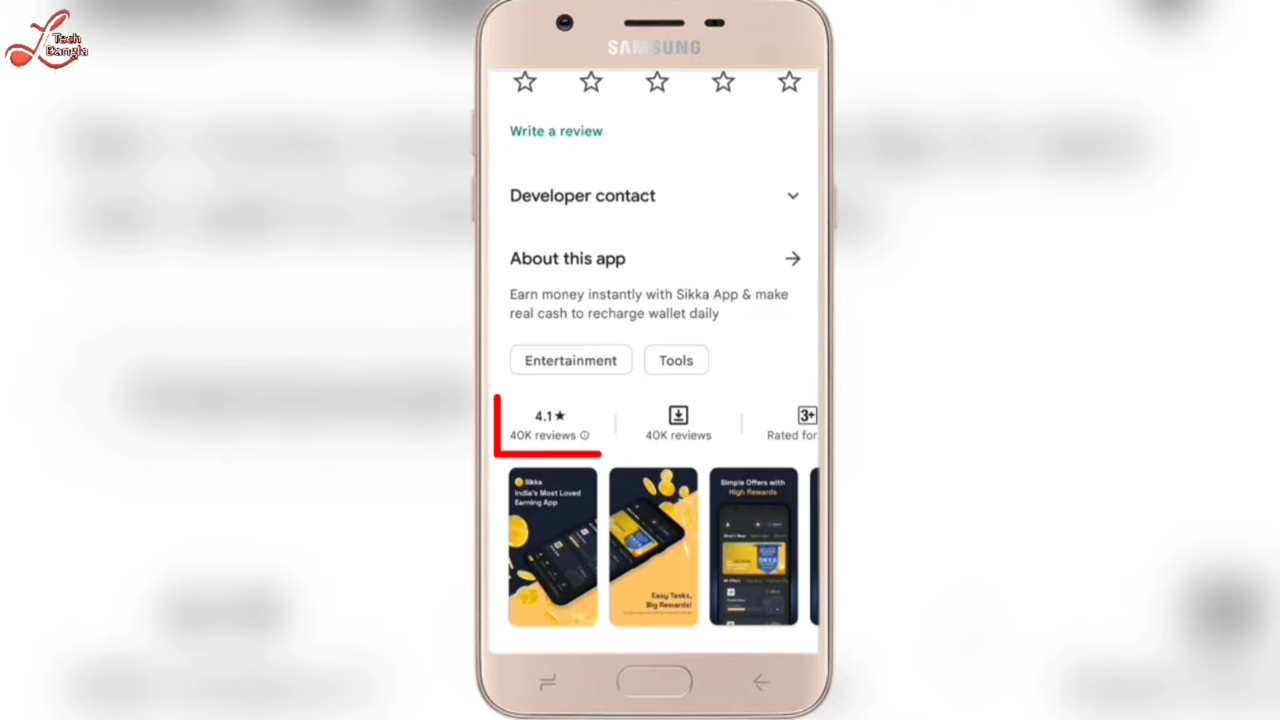 Tech
Bangla
SAMSUNG
Write a review
Developer contact
About this app
Earn money instantly with Sikka App & make
real cash to recharge wallet daily
Entertainment
Tools
4.1★
40K reviews
40K reviews
3+
Rated for
Sikka
India's Most Loved
Earning App
Easy Tasks,
Big Rewards!
Simple Offers with
High Rewards